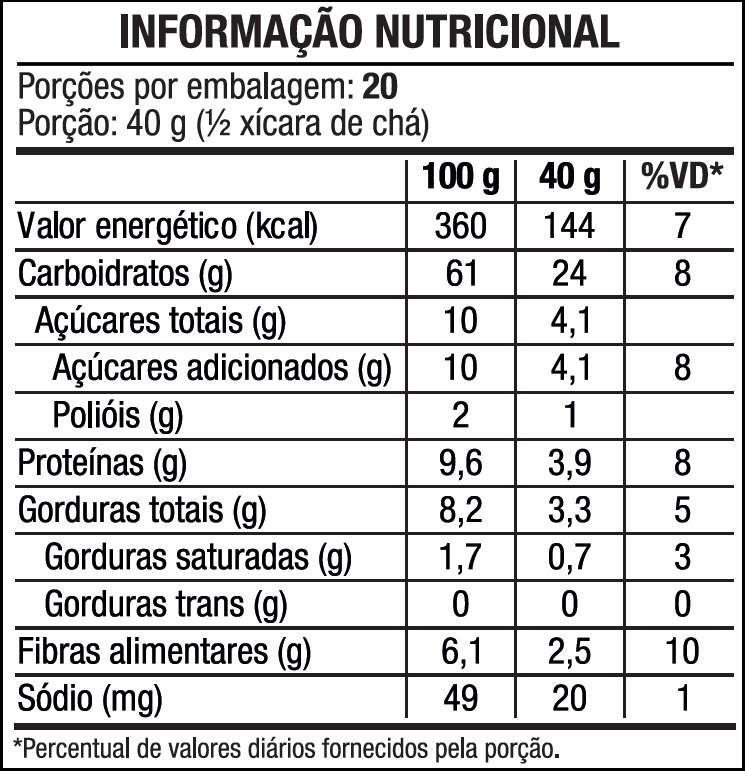 INFORMAÇÃO NUTRICIONAL
Porções por embalagem: 20
Porção: 40 g (½ xícara de chá)
100 g 40 g %VD*
Valor energético (kcal) 360 144 7
Carboidratos (g) 61 24 8
Açúcares totais (g) 10 4,1
Açúcares adicionados (g) 10 4,1 8
Polióis (g) 2 1
Proteínas (g) 9,6 3,9 8
Gorduras totais (g) 8,2 3,3 5
Gorduras saturadas (g) 1,7 0,7 3
Gorduras trans (g) 0 0 0
Fibras alimentares (g) 6,1 2,5 10
Sódio (mg) 49 20 1
*Percentual de valores diários fornecidos pela porção.